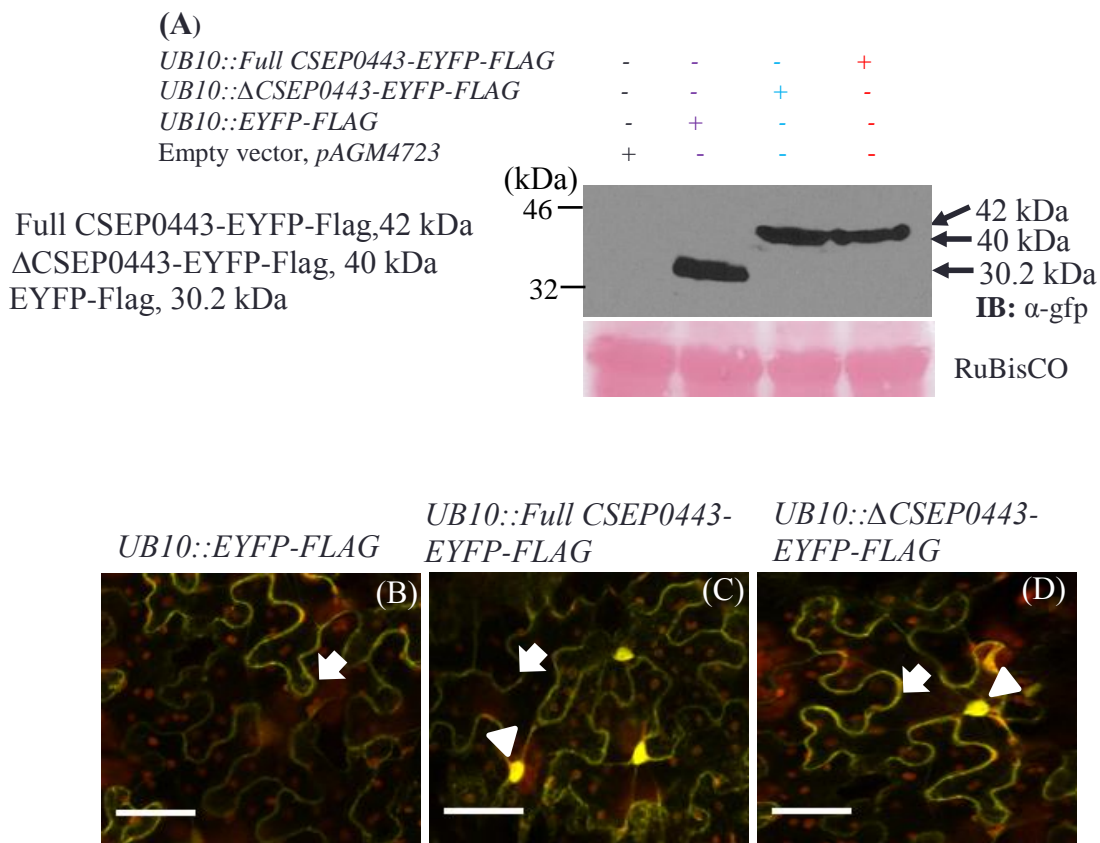 (A)
UB10::Full CSEP0443-EYFP-FLAG - - - +
UB10::ΔCSEP0443-EYFP-FLAG - - + -
UB10::EYFP-FLAG - + - -
Empty vector, pAGM4723 + - - -
(kDa)
46
42 kDa
Full CSEP0443-EYFP-Flag,42 kDa
40 kDa
ΔCSEP0443-EYFP-Flag, 40 kDa
30.2 kDa
EYFP-Flag, 30.2 kDa
32
IB: α-gfp
RuBisCO
UB10::EYFP-FLAG
UB10::Full CSEP0443-
EYFP-FLAG
UB10::ΔCSEP0443-
EYFP-FLAG
(B)
(C)
(D)